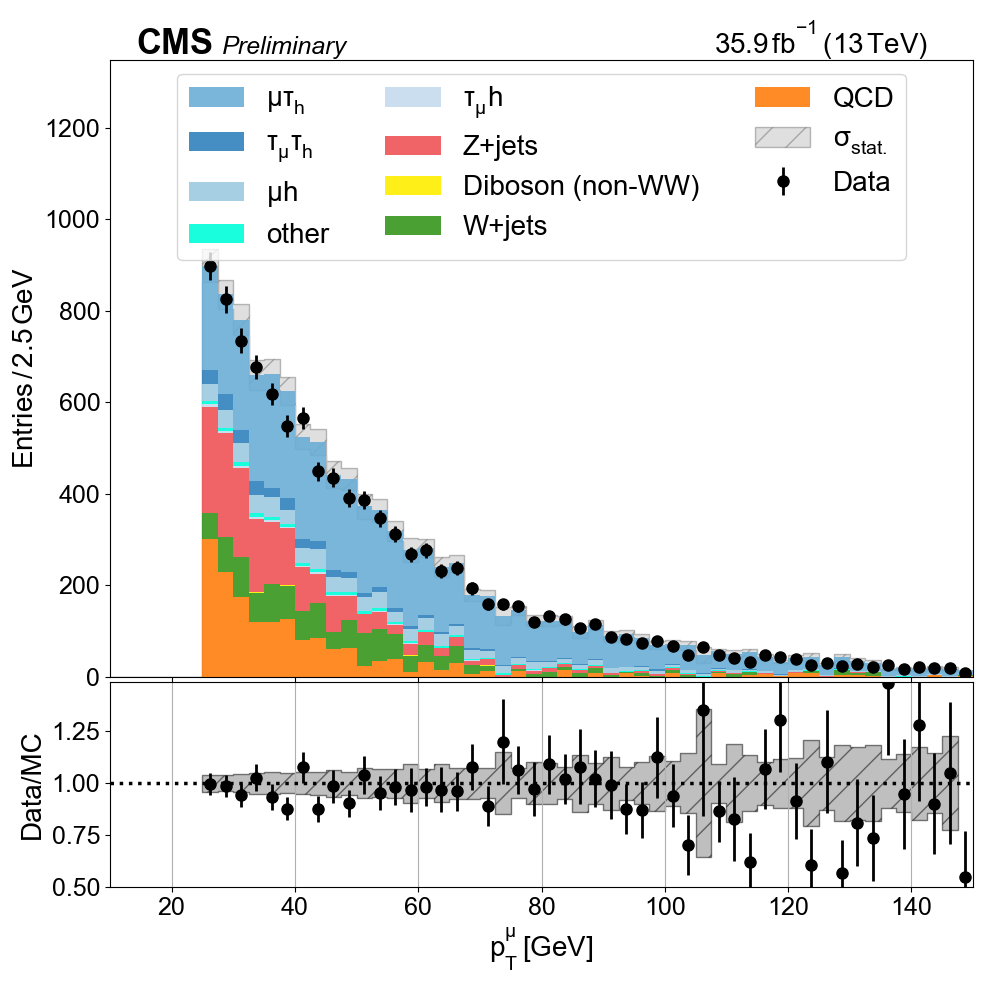 CMS Preliminary 35.9 fb⁻¹ (13 TeV)
μτₕ
τ_μτₕ
μh
other
τ_μh
Z+jets
Diboson (non-WW)
W+jets
QCD
σ_stat.
Data
Entries / 2.5 GeV
1200
1000
800
600
400
200
0
Data/MC
1.25
1.00
0.75
0.50
20 40 60 80 100 120 140
p_T^μ [GeV]